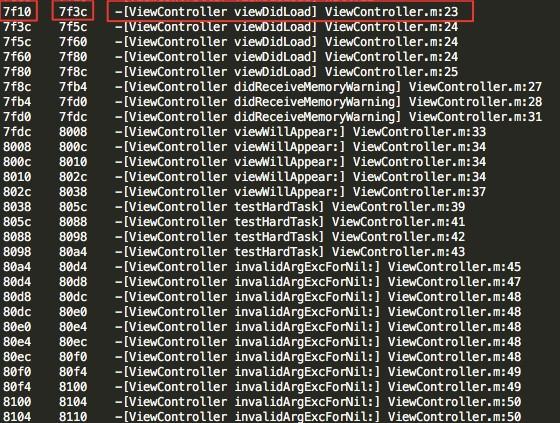 7f10 7f3c -[ViewController viewDidLoad] ViewController.m:23
7f3c 7f5c -[ViewController viewDidLoad] ViewController.m:24
7f5c 7f60 -[ViewController viewDidLoad] ViewController.m:24
7f60 7f80 -[ViewController viewDidLoad] ViewController.m:24
7f80 7f8c -[ViewController viewDidLoad] ViewController.m:25
7f8c 7fb4 -[ViewController didReceiveMemoryWarning] ViewController.m:27
7fb4 7fd0 -[ViewController didReceiveMemoryWarning] ViewController.m:28
7fd0 7fdc -[ViewController didReceiveMemoryWarning] ViewController.m:31
7fdc 8008 -[ViewController viewWillAppear:] ViewController.m:33
8008 800c -[ViewController viewWillAppear:] ViewController.m:34
800c 8010 -[ViewController viewWillAppear:] ViewController.m:34
8010 802c -[ViewController viewWillAppear:] ViewController.m:34
802c 8038 -[ViewController viewWillAppear:] ViewController.m:37
8038 805c -[ViewController testHardTask] ViewController.m:39
805c 8088 -[ViewController testHardTask] ViewController.m:41
8088 8098 -[ViewController testHardTask] ViewController.m:42
8098 80a4 -[ViewController testHardTask] ViewController.m:43
80a4 80d4 -[ViewController invalidArgExcForNil:] ViewController.m:45
80d4 80d8 -[ViewController invalidArgExcForNil:] ViewController.m:47
80d8 80dc -[ViewController invalidArgExcForNil:] ViewController.m:48
80dc 80e0 -[ViewController invalidArgExcForNil:] ViewController.m:48
80e0 80e4 -[ViewController invalidArgExcForNil:] ViewController.m:48
80e4 80ec -[ViewController invalidArgExcForNil:] ViewController.m:48
80ec 80f0 -[ViewController invalidArgExcForNil:] ViewController.m:48
80f0 80f4 -[ViewController invalidArgExcForNil:] ViewController.m:49
80f4 8100 -[ViewController invalidArgExcForNil:] ViewController.m:49
8100 8104 -[ViewController invalidArgExcForNil:] ViewController.m:50
8104 8110 -[ViewController invalidArgExcForNil:] ViewController.m:50